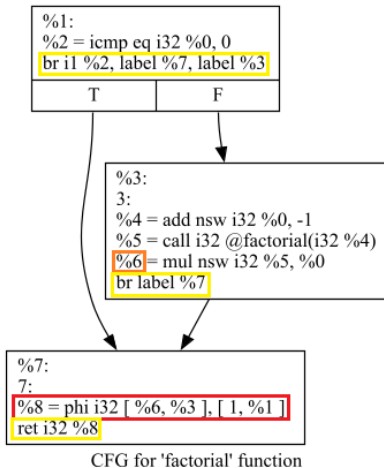 %1:
%2 = icmp eq i32 %0, 0
br i1 %2, label %7, label %3
T F
%3:
3:
%4 = add nsw i32 %0, -1
%5 = call i32 @factorial(i32 %4)
%6 = mul nsw i32 %5, %0
br label %7
%7:
7:
%8 = phi i32 [ %6, %3 ], [ 1, %1 ]
ret i32 %8
CFG for 'factorial' function